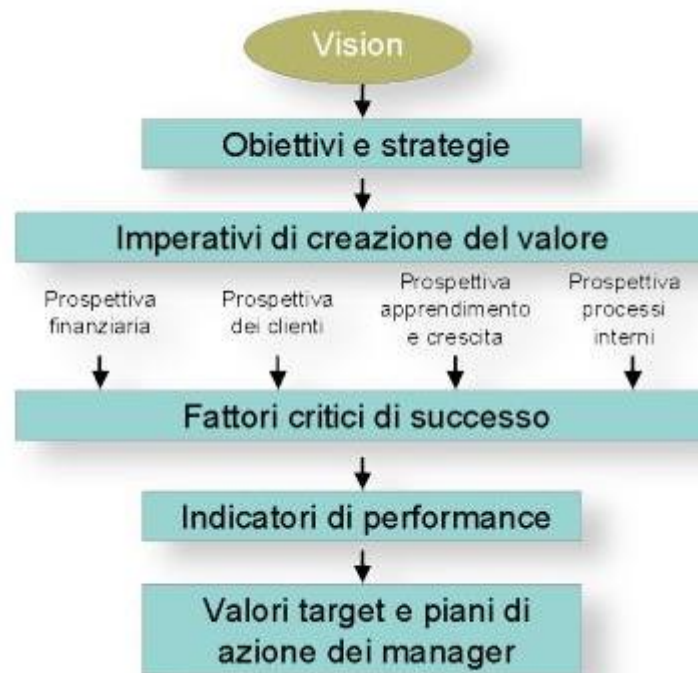 Vision
Obiettivi e strategie
Imperativi di creazione del valore
Prospettiva
finanziaria
Prospettiva
dei clienti
Prospettiva
apprendimento
e crescita
Prospettiva
processi
interni
Fattori critici di successo
Indicatori di performance
Valori target e piani di
azione dei manager